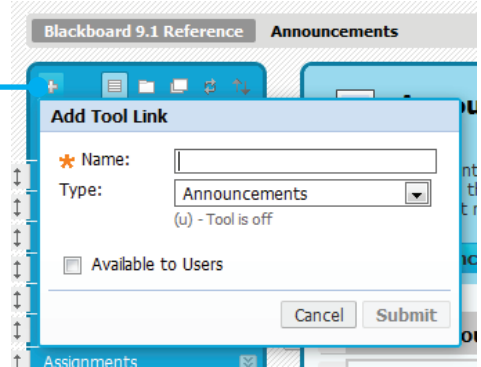 Blackboard 9.1 Reference Announcements
Add Tool Link
* Name:
Type: Announcements
(u) - Tool is off
Available to Users
Cancel Submit
Assignments